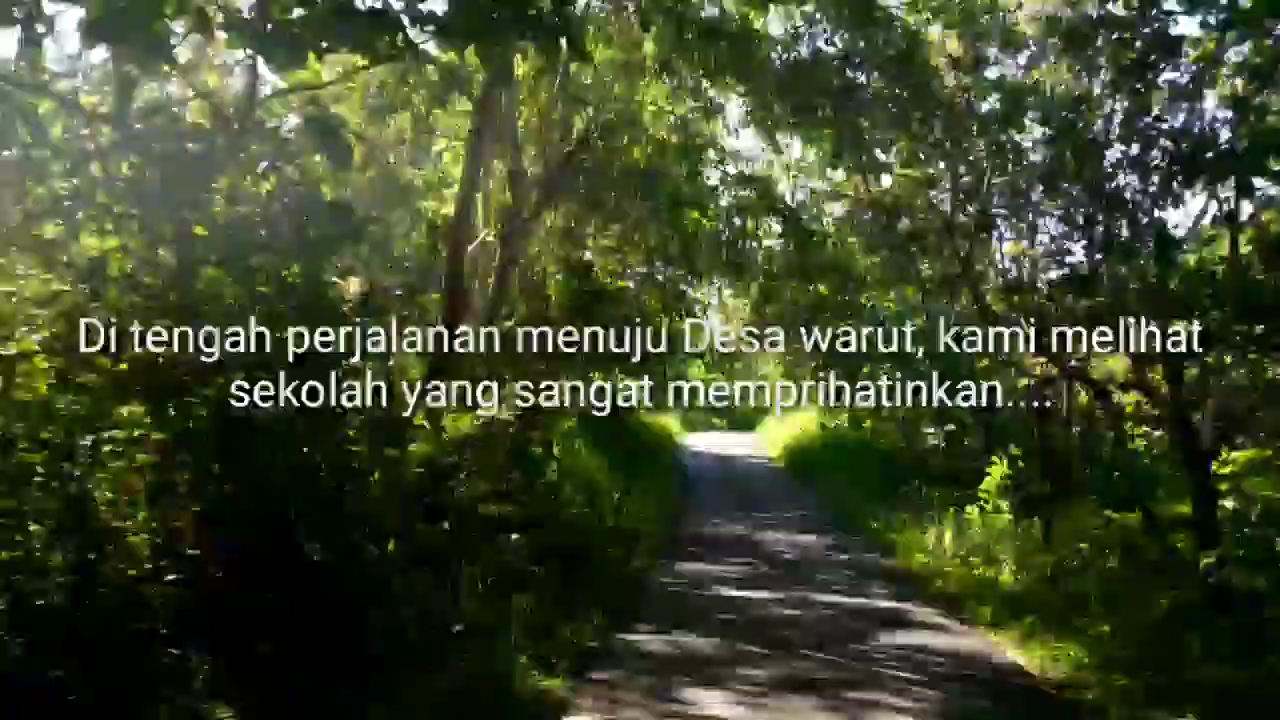 Di tengah perjalanan menuju Desa warut, kami melihat
sekolah yang sangat memprihatinkan....